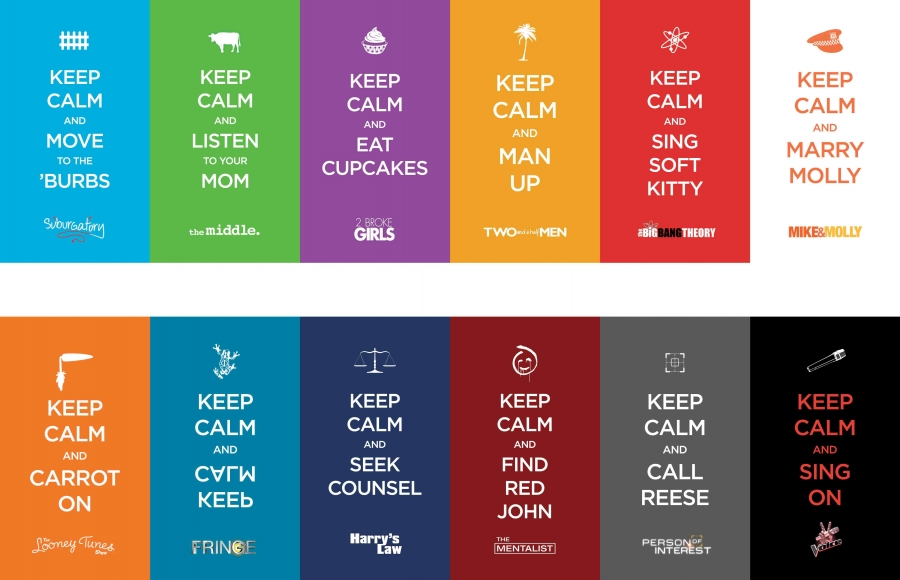 KEEP
CALM
AND
MOVE
TO THE
'BURBS
suburgatory
KEEP
CALM
AND
LISTEN
TO YOUR
MOM
the middle.
KEEP
CALM
AND
EAT
CUPCAKES
2 BROKE
GIRLS
KEEP
CALM
AND
MAN
UP
TWO and a half MEN
KEEP
CALM
AND
SING
SOFT
KITTY
THE BIG BANG THEORY
KEEP
CALM
AND
MARRY
MOLLY
MIKE&MOLLY
KEEP
CALM
AND
CARROT
ON
The Looney Tunes Show
KEEP
CALM
AND
CALM
KEEP
FRINGE
KEEP
CALM
AND
SEEK
COUNSEL
Harry's
Law
KEEP
CALM
AND
FIND
RED
JOHN
THE
MENTALIST
KEEP
CALM
AND
CALL
REESE
PERSON OF
INTEREST
KEEP
CALM
AND
SING
ON
THE Voice